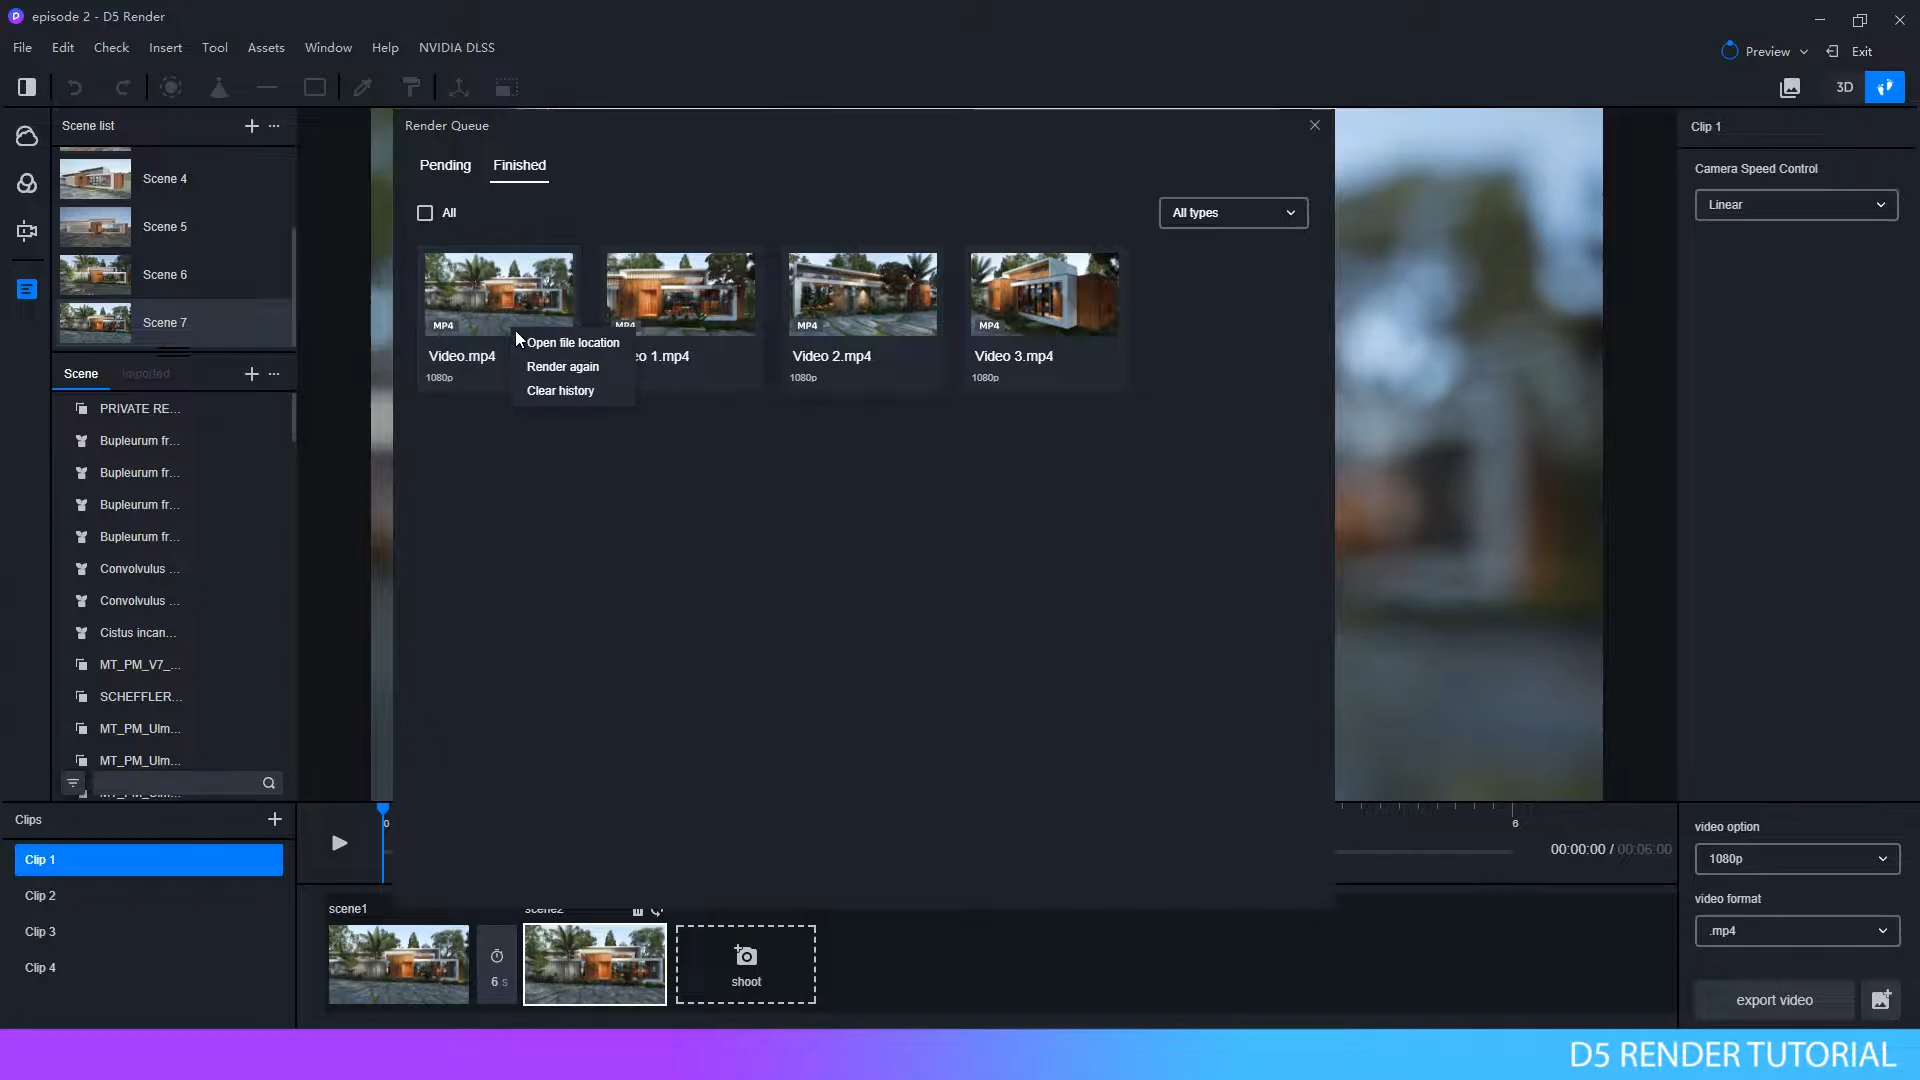 episode 2 - D5 Render
File Edit Check Insert Tool Assets Window Help NVIDIA DLSS
Preview Exit
3D
Scene list
Scene 4
Scene 5
Scene 6
Scene 7
Scene Imported
PRIVATE RE...
Bupleurum fr...
Bupleurum fr...
Bupleurum fr...
Bupleurum fr...
Convolvulus ...
Convolvulus ...
Cistus incan...
MT_PM_V7_...
SCHEFFLER...
MT_PM_Ulm...
MT_PM_Ulm...
Render Queue
Pending Finished
All
All types
MP4
Video.mp4
1080p
MP4
eo 1.mp4
MP4
Video 2.mp4
1080p
MP4
Video 3.mp4
1080p
Open file location
Render again
Clear history
Clip 1
Camera Speed Control
Linear
Clips
Clip 1
Clip 2
Clip 3
Clip 4
0
6
00:00:00 / 00:06:00
scene1
6 s
scene2
shoot
video option
1080p
video format
.mp4
export video
D5 RENDER TUTORIAL